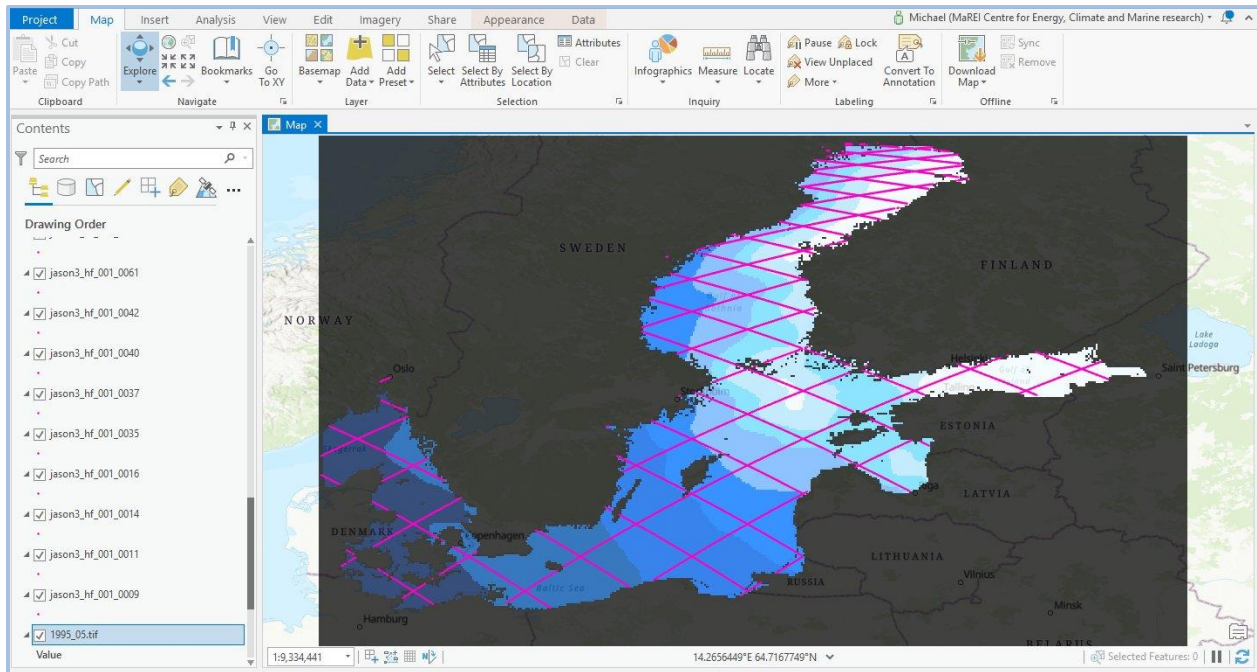 Project Map Insert Analysis View Edit Imagery Share Appearance Data
Michael (MaREI Centre for Energy, Climate and Marine research)
Paste
Cut
Copy
Copy Path
Clipboard
Explore
Bookmarks
Go To XY
Navigate
Basemap
Add Data
Add Preset
Layer
Select
Select By Attributes
Select By Location
Attributes
Clear
Selection
Infographics
Measure
Locate
Inquiry
Pause
Lock
View Unplaced
More
Convert To Annotation
Labeling
Download Map
Sync
Remove
Offline
Contents
Search
Drawing Order
jason3_hf_001_0061
jason3_hf_001_0042
jason3_hf_001_0040
jason3_hf_001_0037
jason3_hf_001_0035
jason3_hf_001_0016
jason3_hf_001_0014
jason3_hf_001_0011
jason3_hf_001_0009
1995_05.tif
Value
Map
SWEDEN
FINLAND
NORWAY
Oslo
Helsinki
Lake Ladoga
Saint Petersburg
Tallinn
ESTONIA
LATVIA
DENMARK
LITHUANIA
Vilnius
RUSSIA
Baltic Sea
Minsk
Hamburg
1:9,334,441
14.2656449°E 64.7167749°N
Selected Features: 0